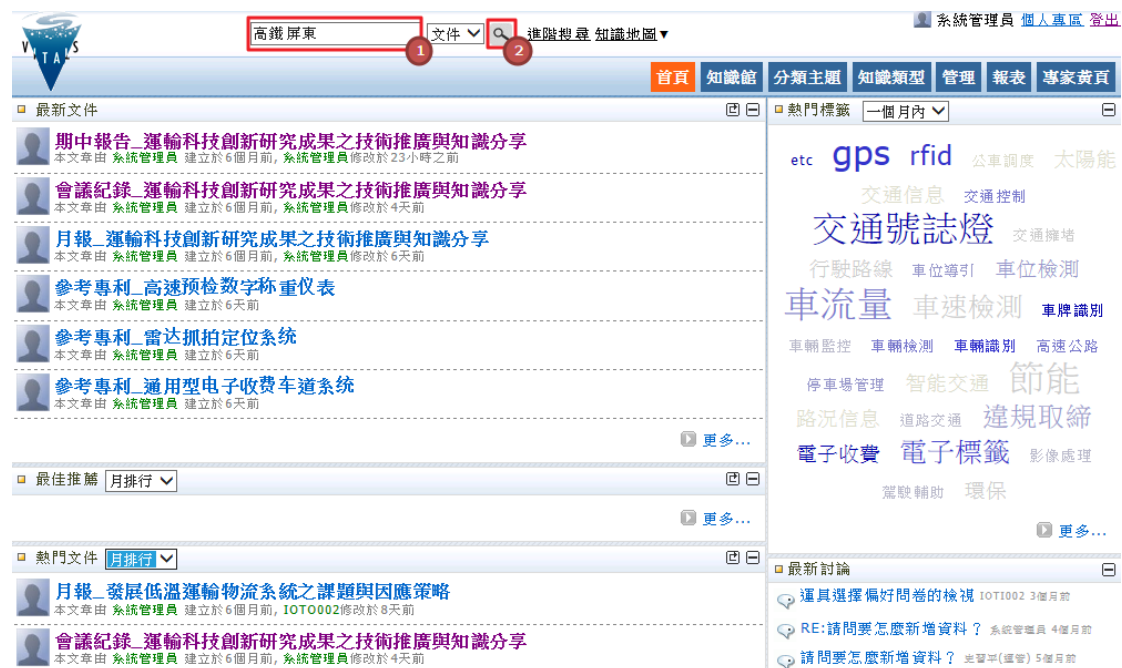 VITALS
高鐵 屏東 文件 進階搜尋 知識地圖▼
1 2
系統管理員 個人專區 登出
首頁 知識館 分類主題 知識類型 管理 報表 專家黃頁
最新文件
期中報告_運輸科技創新研究成果之技術推廣與知識分享
本文章由 系統管理員 建立於6個月前, 系統管理員修改於23小時之前
會議紀錄_運輸科技創新研究成果之技術推廣與知識分享
本文章由 系統管理員 建立於6個月前, 系統管理員修改於4天前
月報_運輸科技創新研究成果之技術推廣與知識分享
本文章由 系統管理員 建立於6個月前, 系統管理員修改於6天前
參考專利_高速预检数字称重仪表
本文章由 系統管理員 建立於6天前
參考專利_雷达抓拍定位系统
本文章由 系統管理員 建立於6天前
參考專利_通用型电子收费车道系统
本文章由 系統管理員 建立於6天前
更多...
最佳推薦 月排行
更多...
熱門文件 月排行
月報_發展低溫運輸物流系統之課題與因應策略
本文章由 系統管理員 建立於6個月前, IOT0002修改於8天前
會議紀錄_運輸科技創新研究成果之技術推廣與知識分享
本文章由 系統管理員 建立於6個月前, 系統管理員修改於4天前
熱門標籤 一個月內
etc gps rfid 公車調度 太陽能
交通信息 交通控制
交通號誌燈 交通擁堵
行駛路線 車位導引 車位檢測
車流量 車速檢測 車牌識別
車輛監控 車輛檢測 車輛識別 高速公路
停車場管理 智能交通 節能
路況信息 道路交通 違規取締
電子收費 電子標籤 影像處理
駕駛輔助 環保
更多...
最新討論
運具選擇偏好問卷的檢視 IOTI002 3個月前
RE:請問要怎麼新增資料？ 系統管理員 4個月前
請問要怎麼新增資料？ 史習平(運管) 5個月前